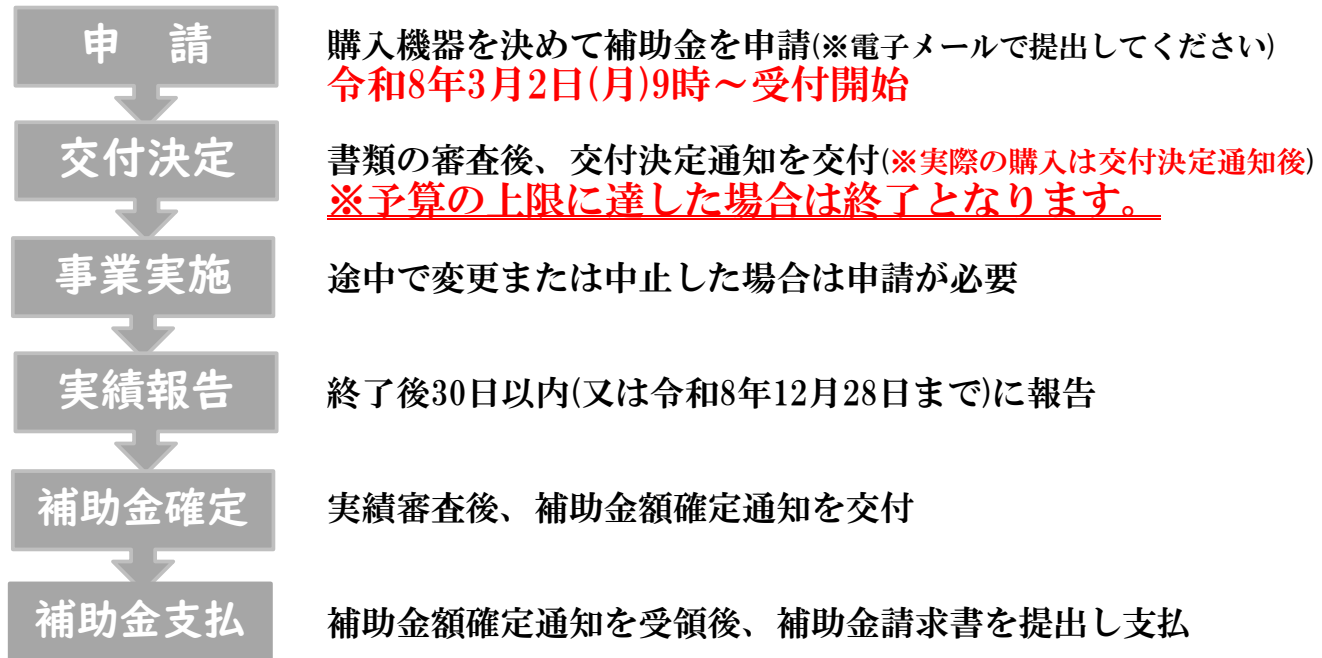 申　請
購入機器を決めて補助金を申請(※電子メールで提出してください)
令和8年3月2日(月)9時～受付開始
交付決定
書類の審査後、交付決定通知を交付(※実際の購入は交付決定通知後)
※予算の上限に達した場合は終了となります。
事業実施
途中で変更または中止した場合は申請が必要
実績報告
終了後30日以内(又は令和8年12月28日まで)に報告
補助金確定
実績審査後、補助金額確定通知を交付
補助金支払
補助金額確定通知を受領後、補助金請求書を提出し支払